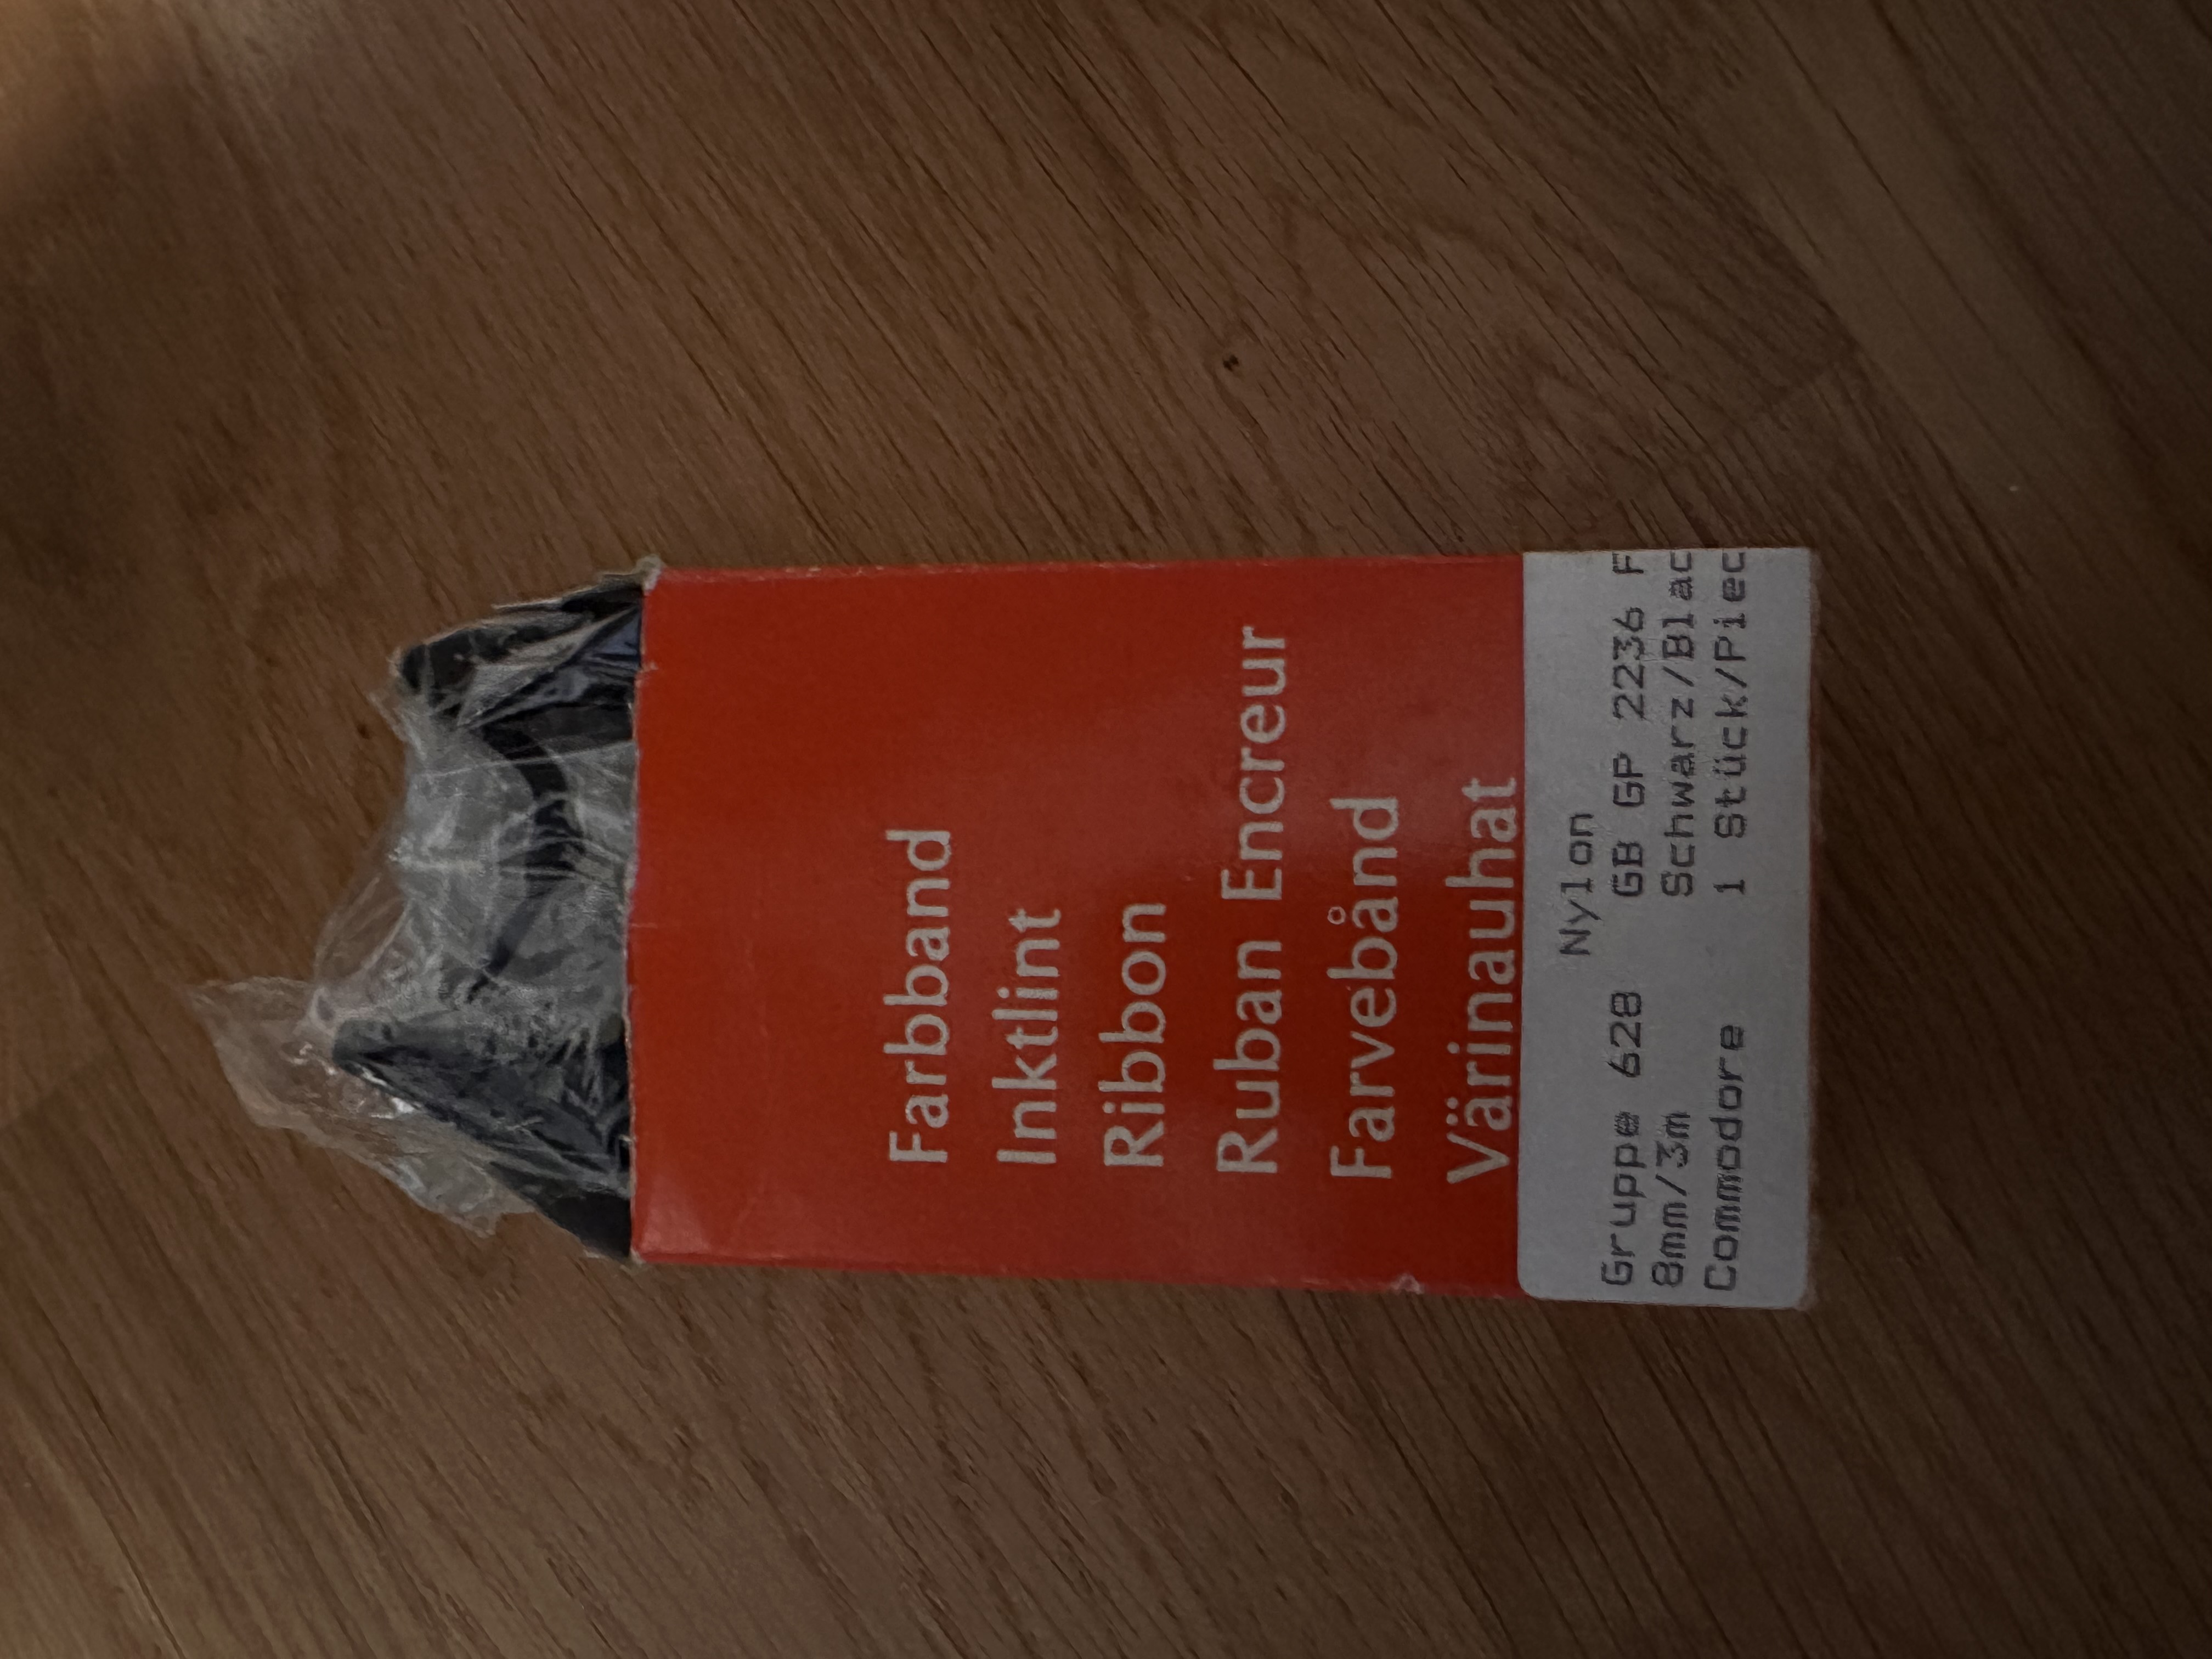 Farbband
Inktlint
Ribbon
Ruban Encreur
Farvebånd
Värinauhat
Nylon
Gruppe 628 GB GP 2236 F
8mm/3m Schwarz/Blac
Commodore 1 Stück/Piec